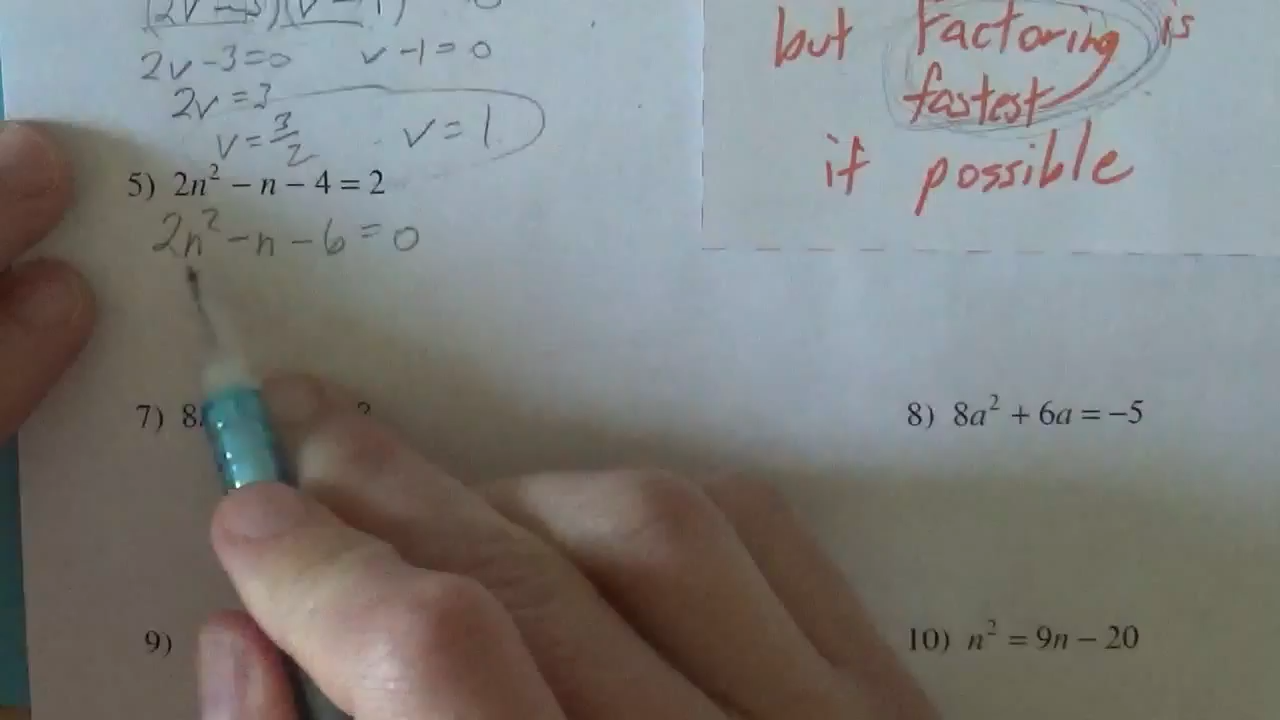 2v-3=0 v-1=0
2v=3
v=3/2 v=1
but Factoring is
fastest
if possible
5) 2n² − n − 4 = 2
2n²-n-6=0
7) 8
8) 8a² + 6a = −5
9)
10) n² = 9n − 20